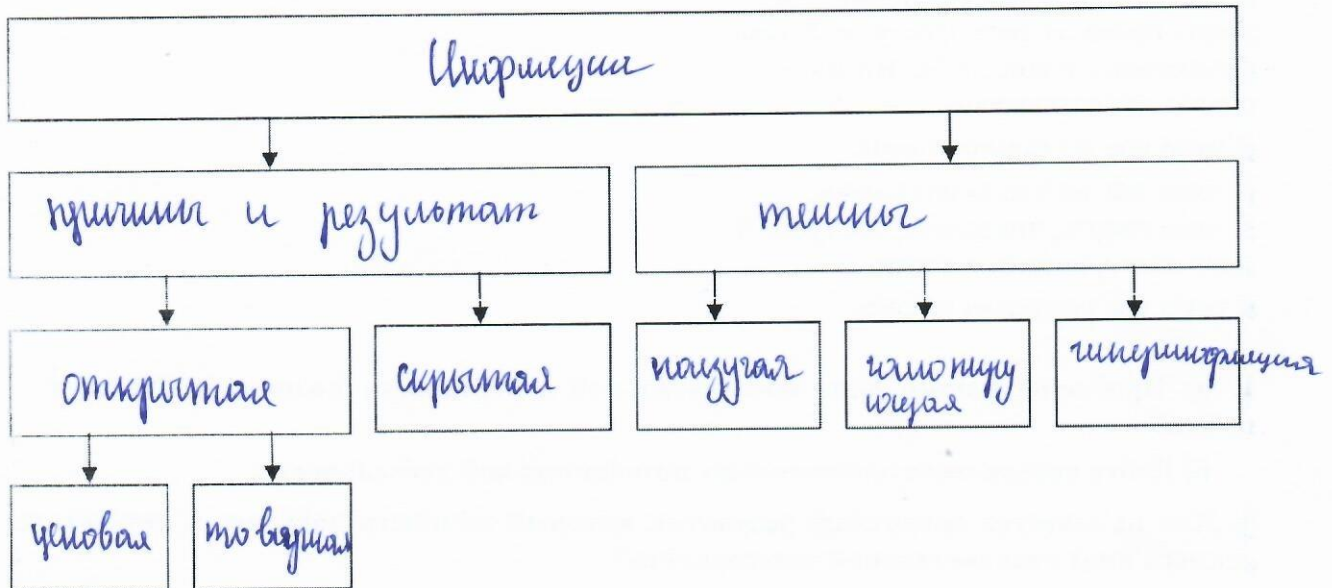 Инфляция
причины и результат
темпы
открытая
скрытая
ползучая
галопиру
ющая
гиперинфляция
ценовая
товарная